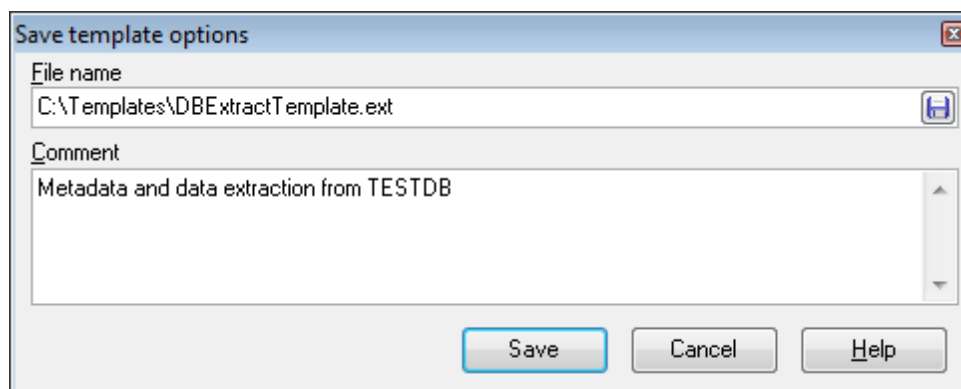 Save template options
File name
C:\Templates\DBExtractTemplate.ext
Comment
Metadata and data extraction from TESTDB
Save Cancel Help